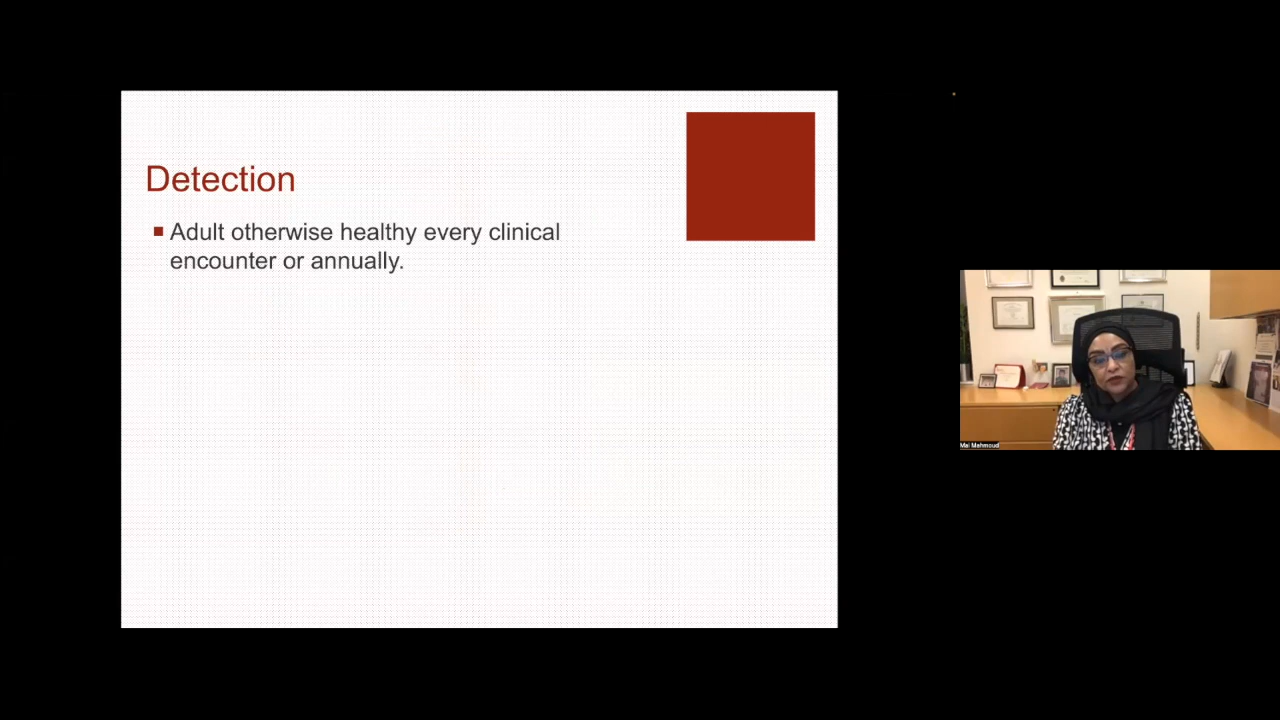 Detection
Adult otherwise healthy every clinical
encounter or annually.
Mai Mahmoud